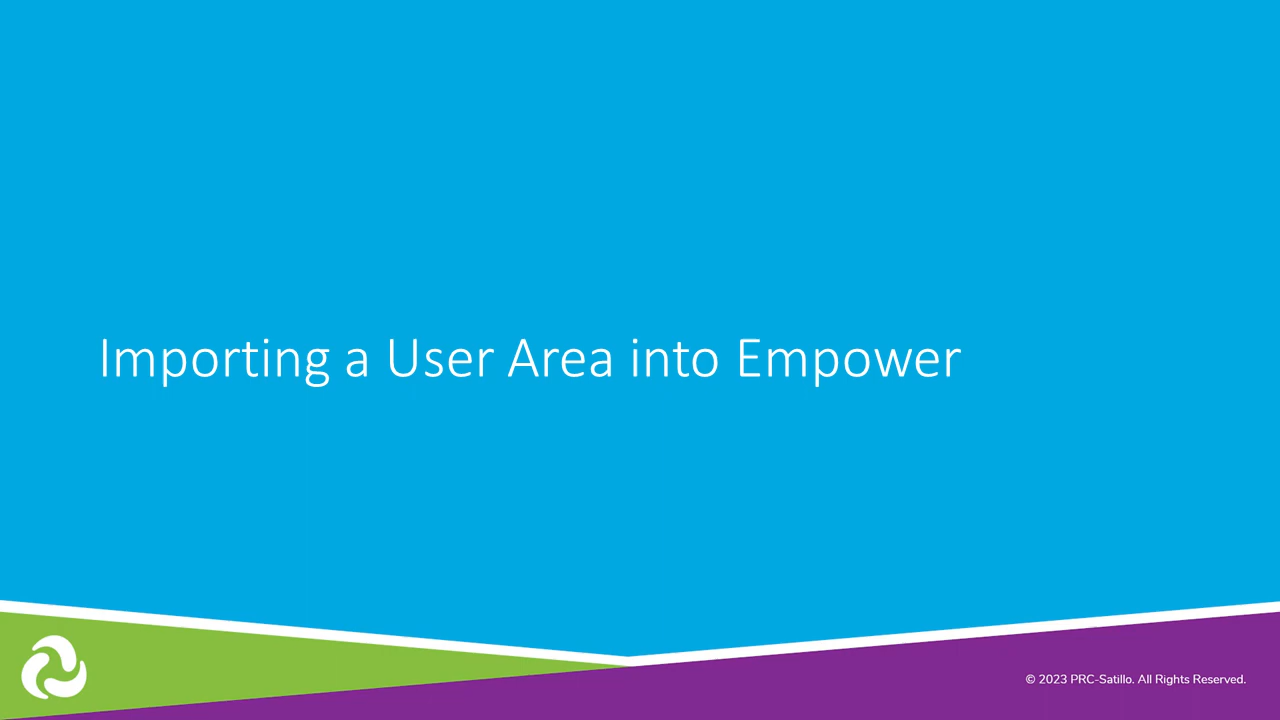 Importing a User Area into Empower
© 2023 PRC-Satillo. All Rights Reserved.